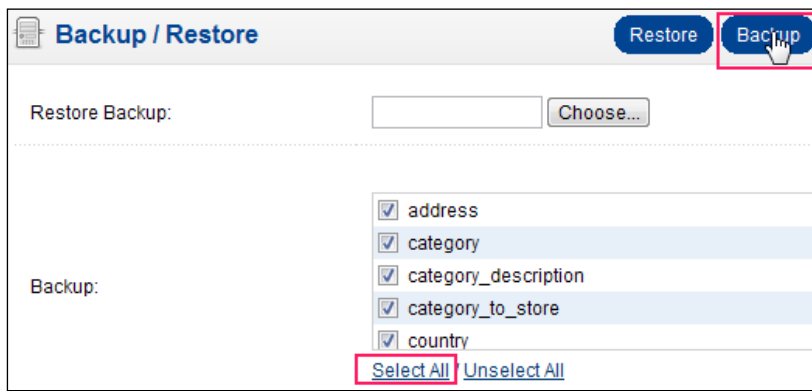 Backup / Restore
Restore
Backup
Restore Backup:
Choose...
address
category
category_description
category_to_store
Backup:
country
Select All / Unselect All